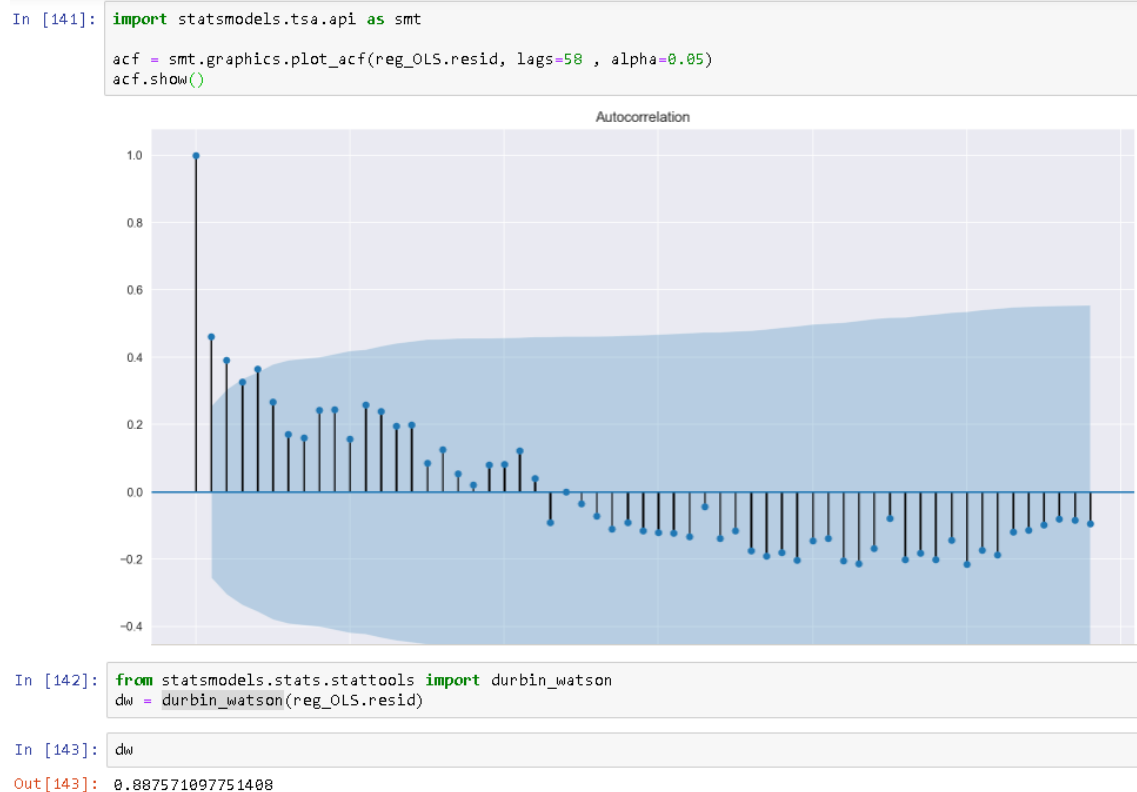 In [141]: import statsmodels.tsa.api as smt
acf = smt.graphics.plot_acf(reg_OLS.resid, lags=58 , alpha=0.05)
acf.show()
Autocorrelation
1.0
0.8
0.6
0.4
0.2
0.0
−0.2
−0.4
In [142]: from statsmodels.stats.stattools import durbin_watson
dw = durbin_watson(reg_OLS.resid)
In [143]: dw
Out[143]: 0.887571097751408